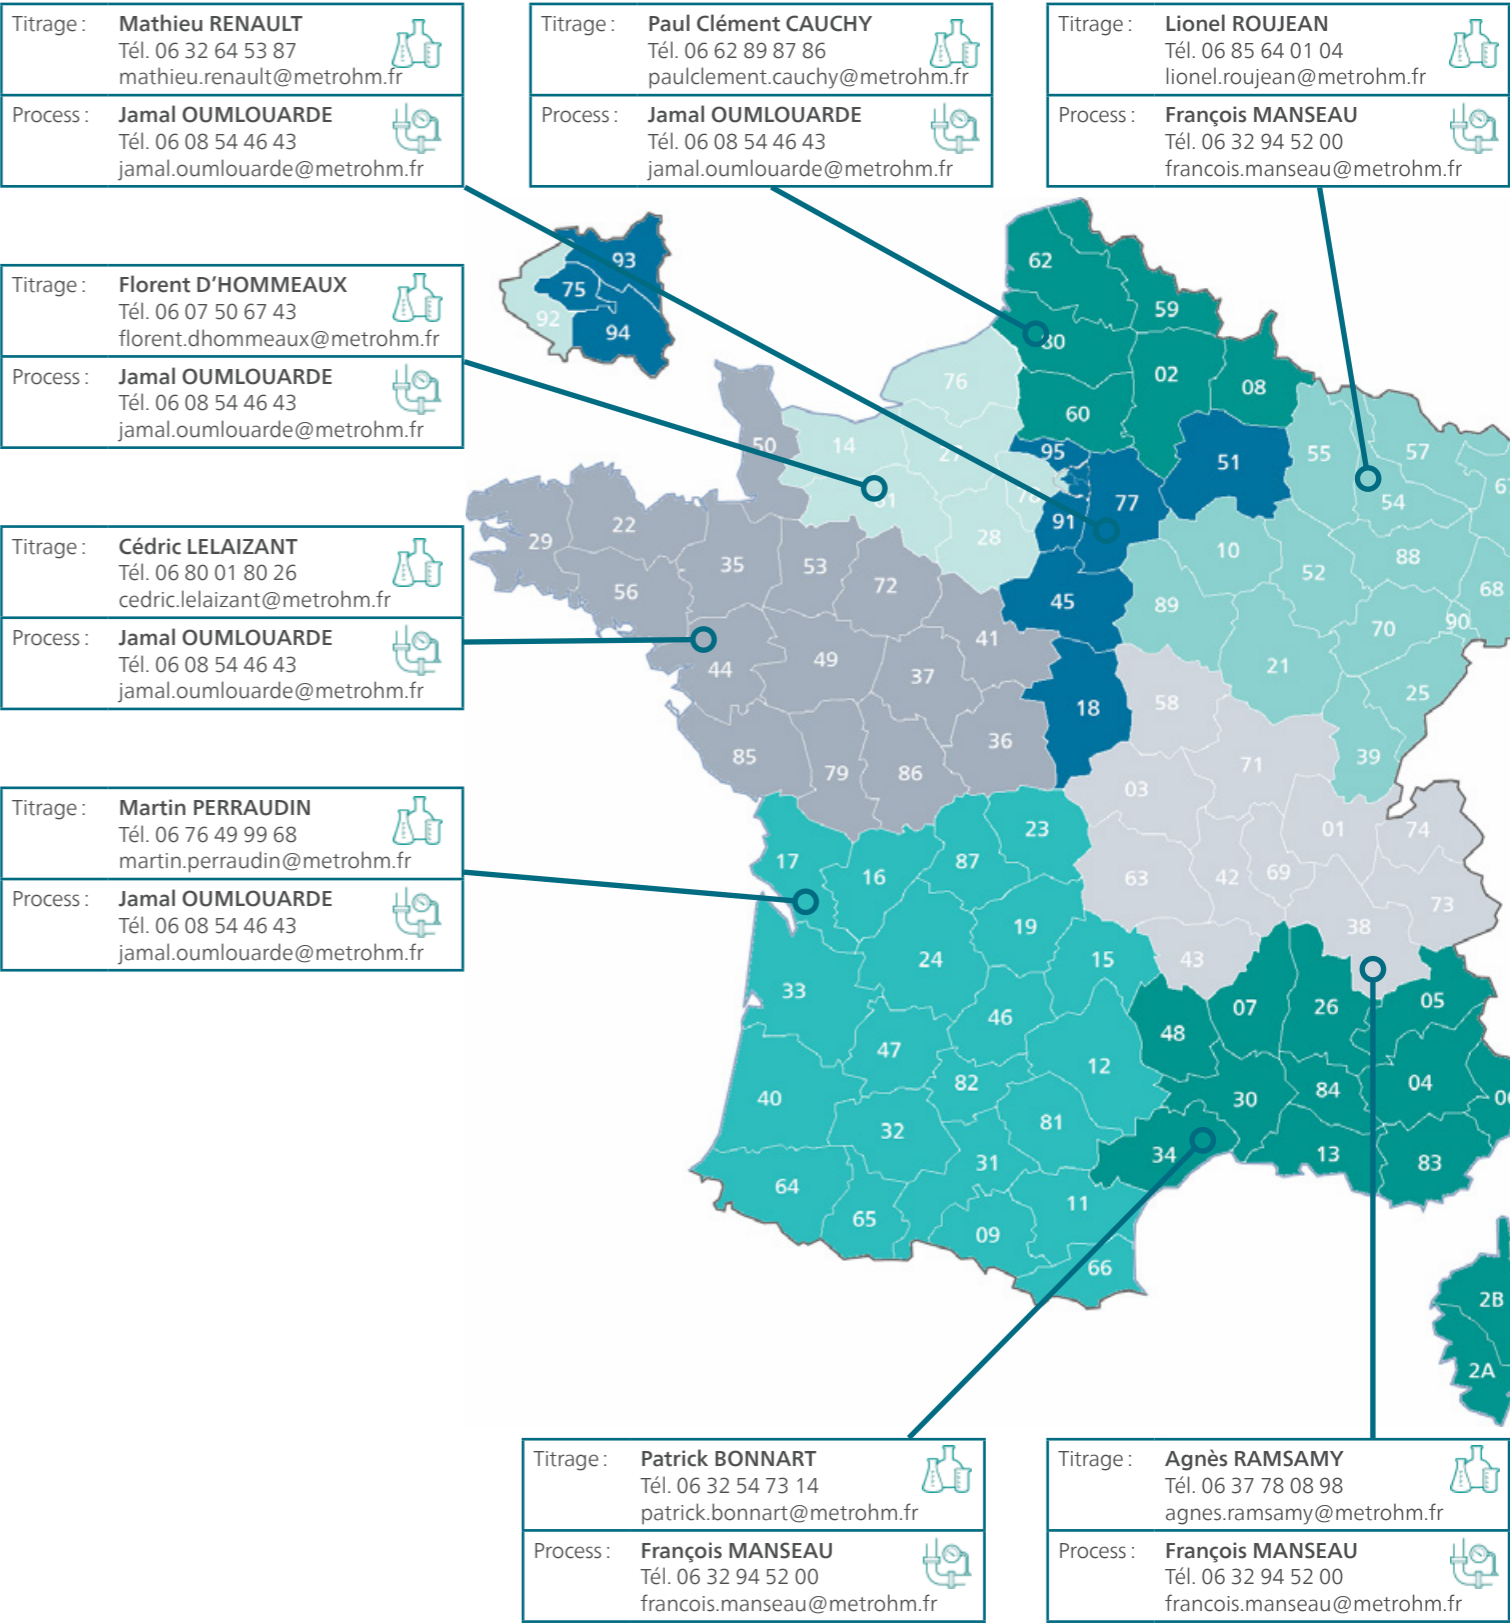 Titrage : Mathieu RENAULT
Tél. 06 32 64 53 87
mathieu.renault@metrohm.fr
Process : Jamal OUMLOUARDE
Tél. 06 08 54 46 43
jamal.oumlouarde@metrohm.fr
Titrage : Paul Clément CAUCHY
Tél. 06 62 89 87 86
paulclement.cauchy@metrohm.fr
Process : Jamal OUMLOUARDE
Tél. 06 08 54 46 43
jamal.oumlouarde@metrohm.fr
Titrage : Lionel ROUJEAN
Tél. 06 85 64 01 04
lionel.roujean@metrohm.fr
Process : François MANSEAU
Tél. 06 32 94 52 00
francois.manseau@metrohm.fr
Titrage : Florent D'HOMMEAUX
Tél. 06 07 50 67 43
florent.dhommeaux@metrohm.fr
Process : Jamal OUMLOUARDE
Tél. 06 08 54 46 43
jamal.oumlouarde@metrohm.fr
Titrage : Cédric LELAIZANT
Tél. 06 80 01 80 26
cedric.lelaizant@metrohm.fr
Process : Jamal OUMLOUARDE
Tél. 06 08 54 46 43
jamal.oumlouarde@metrohm.fr
Titrage : Martin PERRAUDIN
Tél. 06 76 49 99 68
martin.perraudin@metrohm.fr
Process : Jamal OUMLOUARDE
Tél. 06 08 54 46 43
jamal.oumlouarde@metrohm.fr
93
75
92
94
62
59
80
02
08
76
60
50
14
27
95
51
55
57
78
77
54
91
28
22
29
10
88
35
53
72
52
56
45
89
68
41
70
90
44
49
37
21
58
25
18
85
36
71
39
79
86
03
23
01
74
17
87
16
63
42
69
73
19
38
24
15
43
33
46
07
26
05
48
47
12
82
04
40
30
84
32
81
34
13
83
31
64
11
65
09
66
2B
2A
Titrage : Patrick BONNART
Tél. 06 32 54 73 14
patrick.bonnart@metrohm.fr
Process : François MANSEAU
Tél. 06 32 94 52 00
francois.manseau@metrohm.fr
Titrage : Agnès RAMSAMY
Tél. 06 37 78 08 98
agnes.ramsamy@metrohm.fr
Process : François MANSEAU
Tél. 06 32 94 52 00
francois.manseau@metrohm.fr